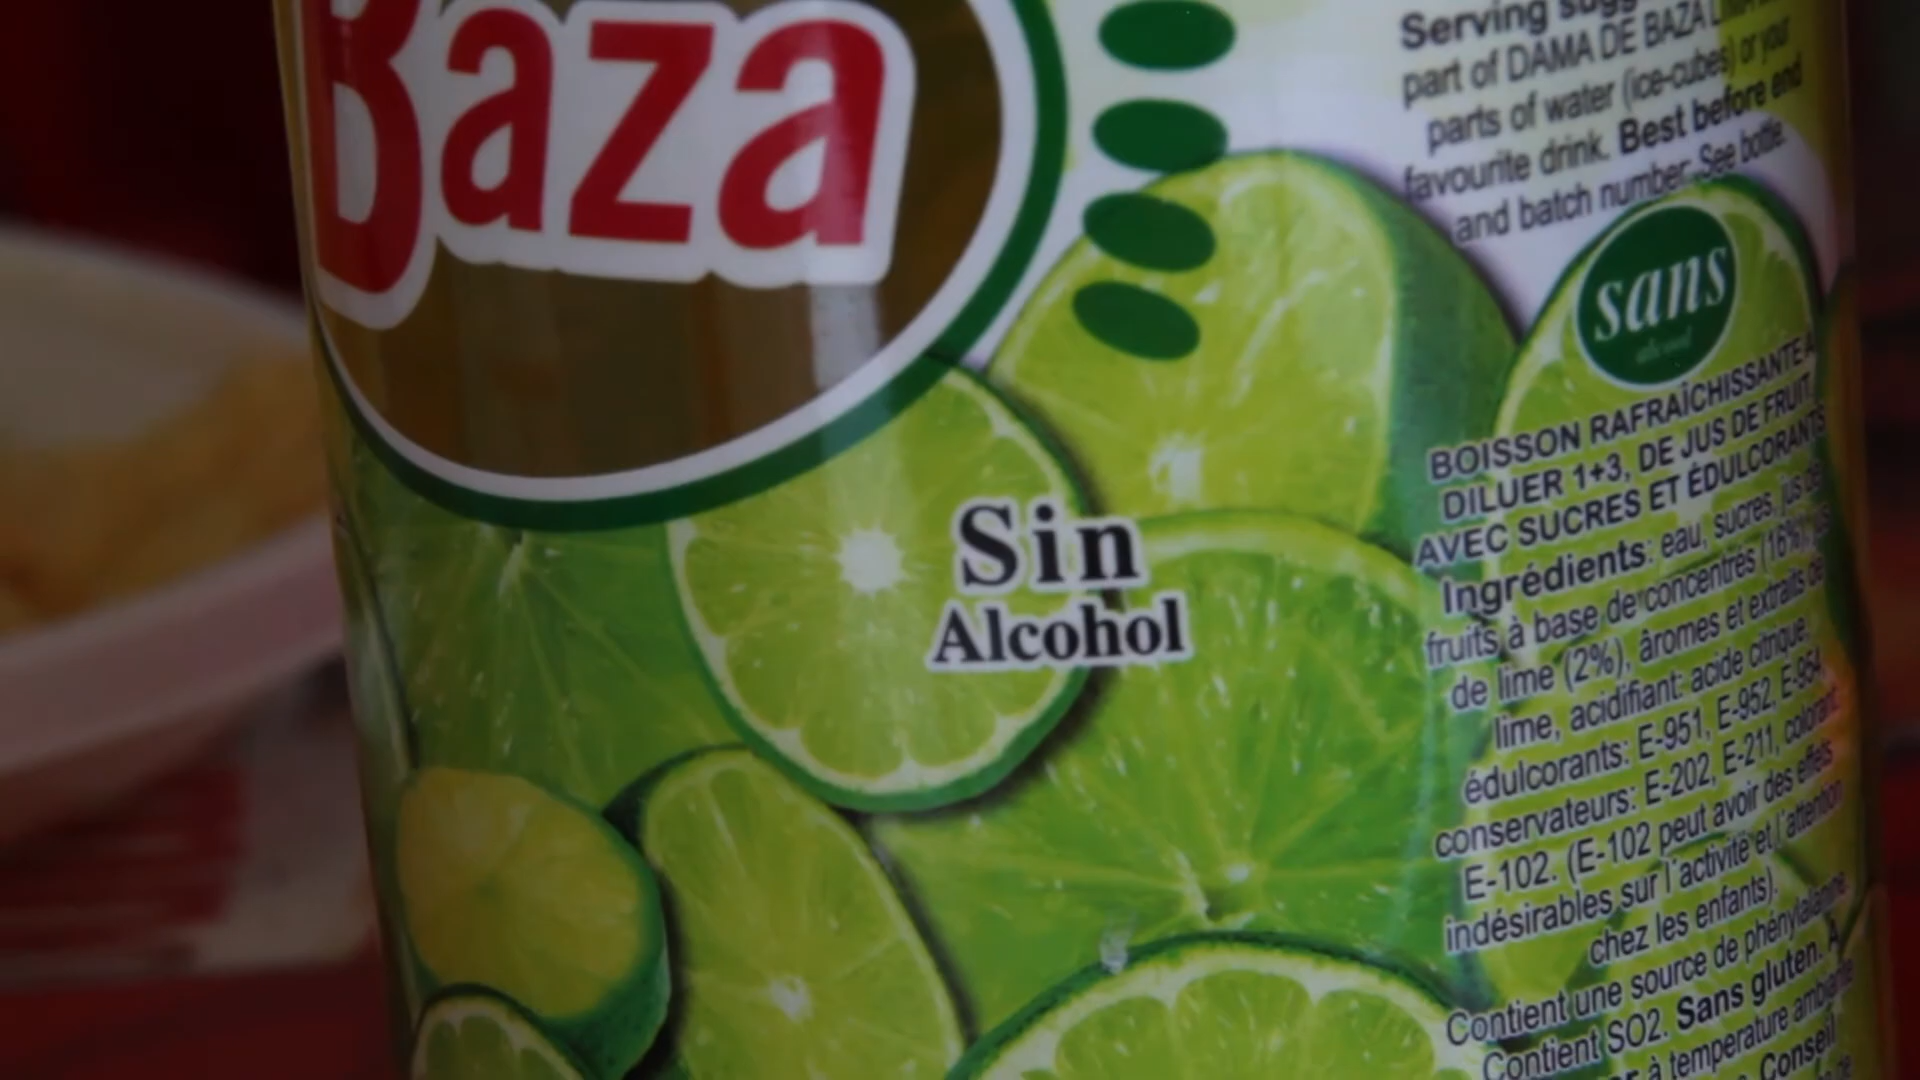 Baza
Sin
Alcohol
Serving
part of DAMA DE BAZA
parts of water (ice-cubes) or your
favourite drink. Best before end
and batch number: See bottle.
sans
BOISSON RAFRAÎCHISSANTE A
DILUER 1+3, DE JUS DE FRUIT,
AVEC SUCRES ET ÉDULCORANTS
Ingrédients: eau, sucres, jus de
fruits à base de concentrés (16%),
de lime (2%), ârômes et extraits de
lime, acidifiant: acide citrique,
édulcorants: E-951, E-952, E-954,
conservateurs: E-202, E-211, colorant:
E-102. (E-102 peut avoir des effets
indésirables sur l'activité et l'attention
chez les enfants).
Contient une source de phénylalanine.
Contient SO2. Sans gluten. A
à température ambiante
Conseil